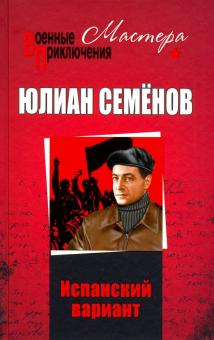 Военные
Приключения
Мастера
ЮЛИАН СЕМЁНОВ
Испанский
вариант